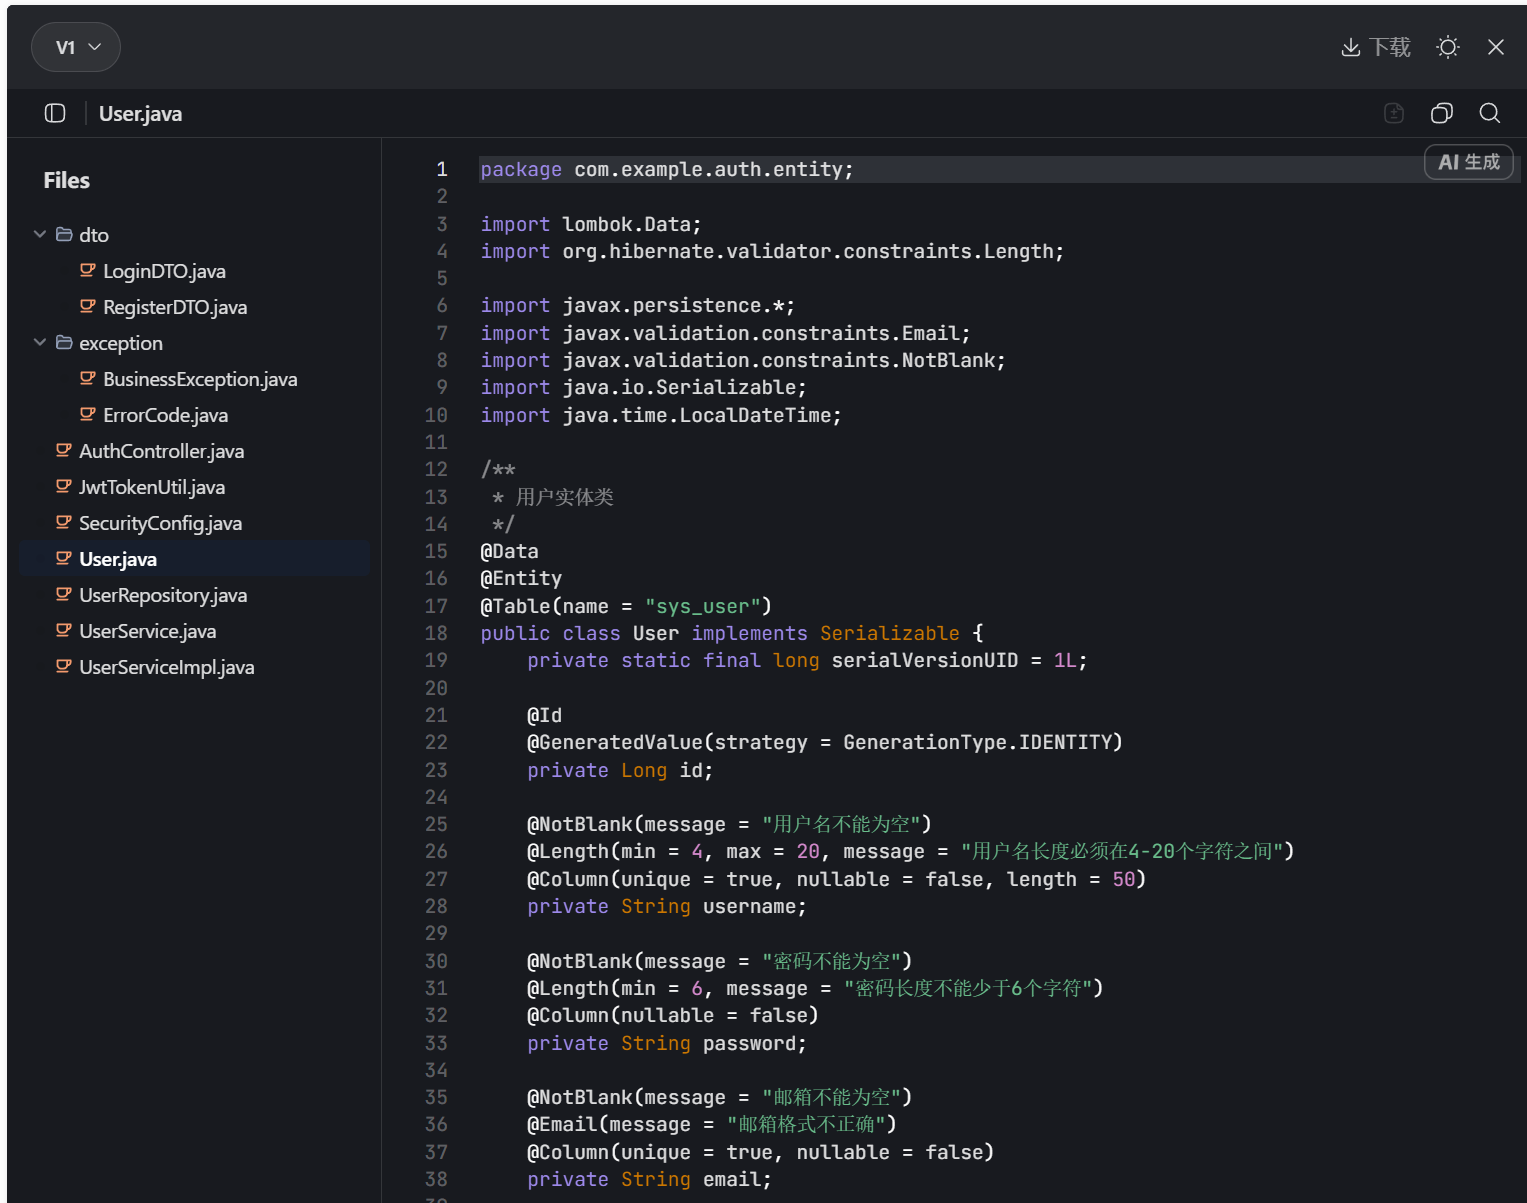 V1
下载
User.java
Files
dto
LoginDTO.java
RegisterDTO.java
exception
BusinessException.java
ErrorCode.java
AuthController.java
JwtTokenUtil.java
SecurityConfig.java
User.java
UserRepository.java
UserService.java
UserServiceImpl.java
AI 生成
1 package com.example.auth.entity;
2
3 import lombok.Data;
4 import org.hibernate.validator.constraints.Length;
5
6 import javax.persistence.*;
7 import javax.validation.constraints.Email;
8 import javax.validation.constraints.NotBlank;
9 import java.io.Serializable;
10 import java.time.LocalDateTime;
11
12 /**
13  * 用户实体类
14  */
15 @Data
16 @Entity
17 @Table(name = "sys_user")
18 public class User implements Serializable {
19     private static final long serialVersionUID = 1L;
20
21     @Id
22     @GeneratedValue(strategy = GenerationType.IDENTITY)
23     private Long id;
24
25     @NotBlank(message = "用户名不能为空")
26     @Length(min = 4, max = 20, message = "用户名长度必须在4-20个字符之间")
27     @Column(unique = true, nullable = false, length = 50)
28     private String username;
29
30     @NotBlank(message = "密码不能为空")
31     @Length(min = 6, message = "密码长度不能少于6个字符")
32     @Column(nullable = false)
33     private String password;
34
35     @NotBlank(message = "邮箱不能为空")
36     @Email(message = "邮箱格式不正确")
37     @Column(unique = true, nullable = false)
38     private String email;